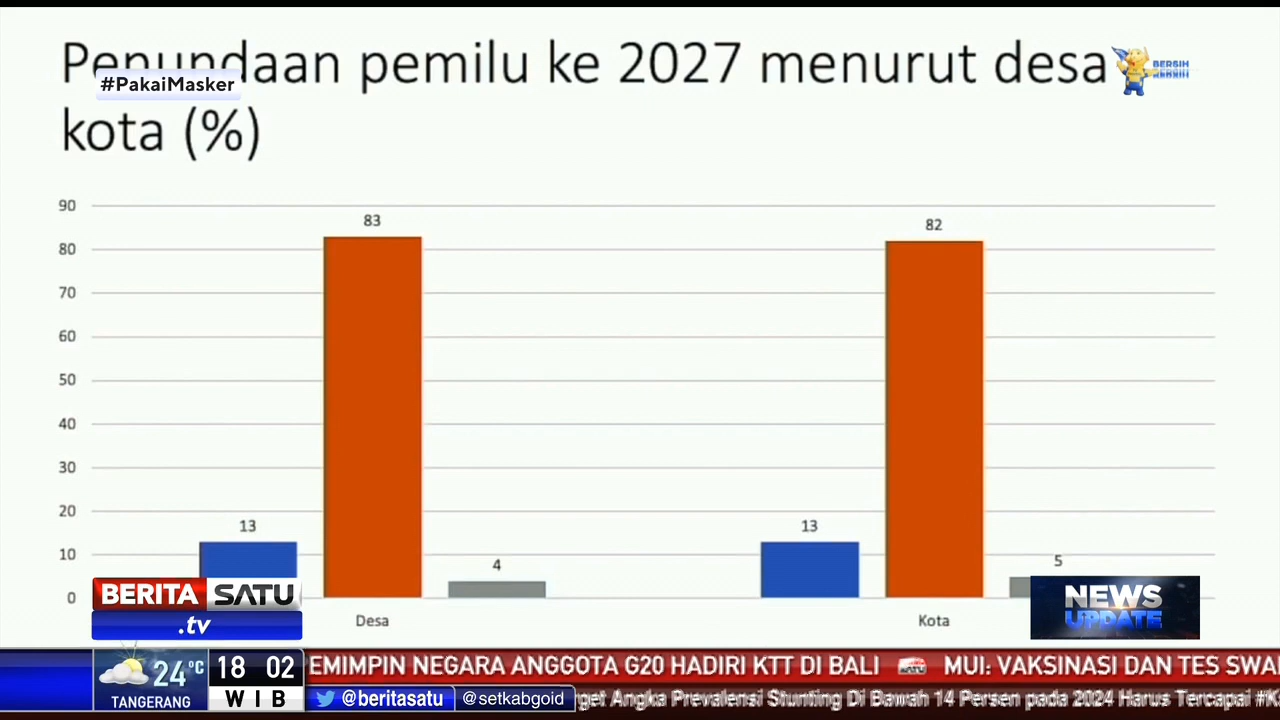 Penundaan pemilu ke 2027 menurut desa
#PakaiMasker
BERSIH
kota (%)
90
80
70
60
50
40
30
20
10
0
13
83
4
13
82
5
Desa
Kota
BERITA SATU
.tv
NEWS
UPDATE
24°C
TANGERANG
18 02
WIB
EMIMPIN NEGARA ANGGOTA G20 HADIRI KTT DI BALI
MUI: VAKSINASI DAN TES SWA
@beritasatu
@setkabgoid
get Angka Prevalensi Stunting Di Bawah 14 Persen pada 2024 Harus Tercapai #K